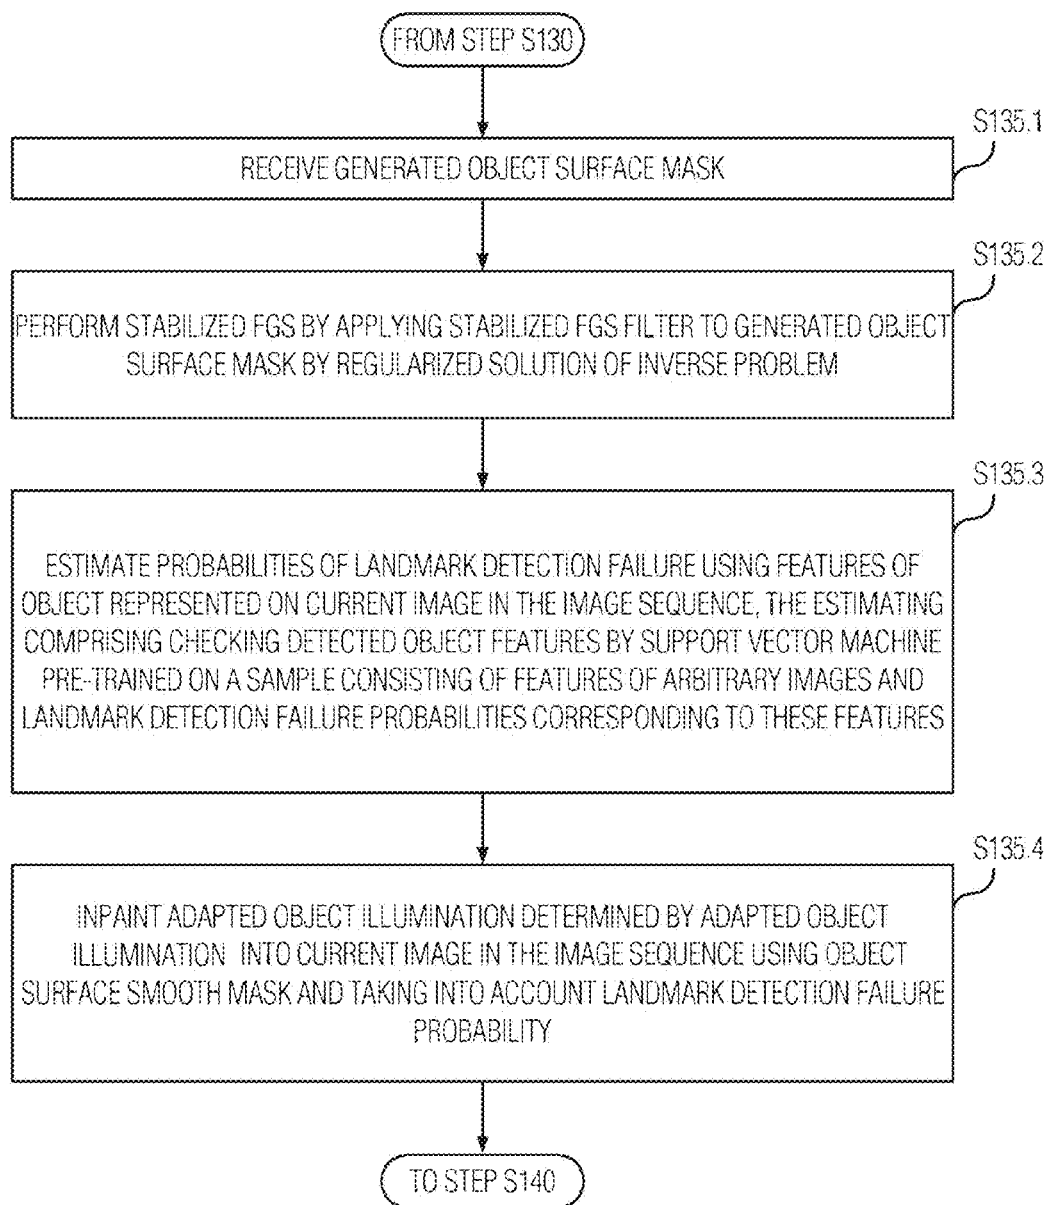 FROM STEP S130
S135.1
RECEIVE GENERATED OBJECT SURFACE MASK
S135.2
PERFORM STABILIZED FGS BY APPLYING STABILIZED FGS FILTER TO GENERATED OBJECT
SURFACE MASK BY REGULARIZED SOLUTION OF INVERSE PROBLEM
S135.3
ESTIMATE PROBABILITIES OF LANDMARK DETECTION FAILURE USING FEATURES OF
OBJECT REPRESENTED ON CURRENT IMAGE IN THE IMAGE SEQUENCE, THE ESTIMATING
COMPRISING CHECKING DETECTED OBJECT FEATURES BY SUPPORT VECTOR MACHINE
PRE-TRAINED ON A SAMPLE CONSISTING OF FEATURES OF ARBITRARY IMAGES AND
LANDMARK DETECTION FAILURE PROBABILITIES CORRESPONDING TO THESE FEATURES
S135.4
INPAINT ADAPTED OBJECT ILLUMINATION DETERMINED BY ADAPTED OBJECT
ILLUMINATION INTO CURRENT IMAGE IN THE IMAGE SEQUENCE USING OBJECT
SURFACE SMOOTH MASK AND TAKING INTO ACCOUNT LANDMARK DETECTION FAILURE
PROBABILITY
TO STEP S140